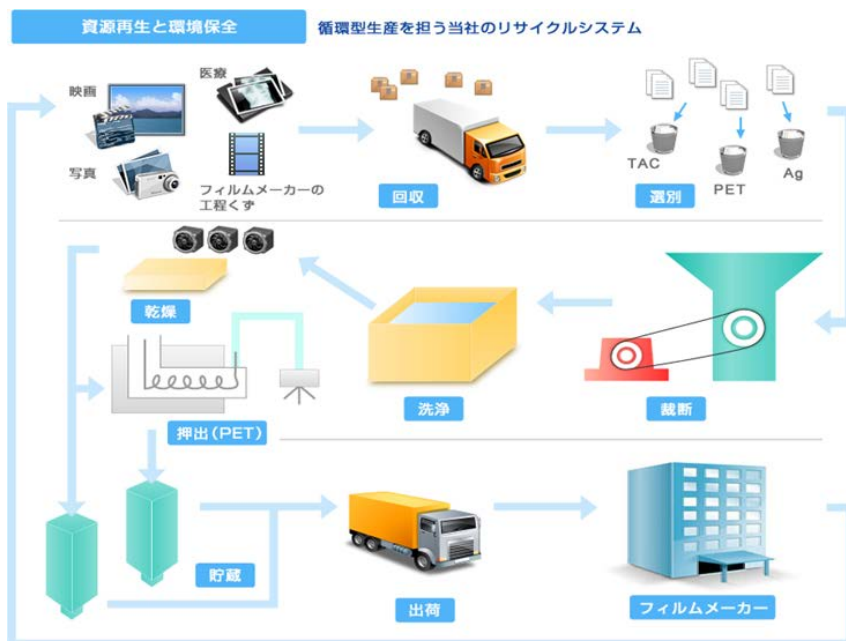 資源再生と環境保全
循環型生産を担う当社のリサイクルシステム
映画
医療
写真
フィルムメーカーの
工程くず
回収
TAC
PET
Ag
選別
乾燥
洗浄
裁断
押出(PET)
貯蔵
出荷
フィルムメーカー